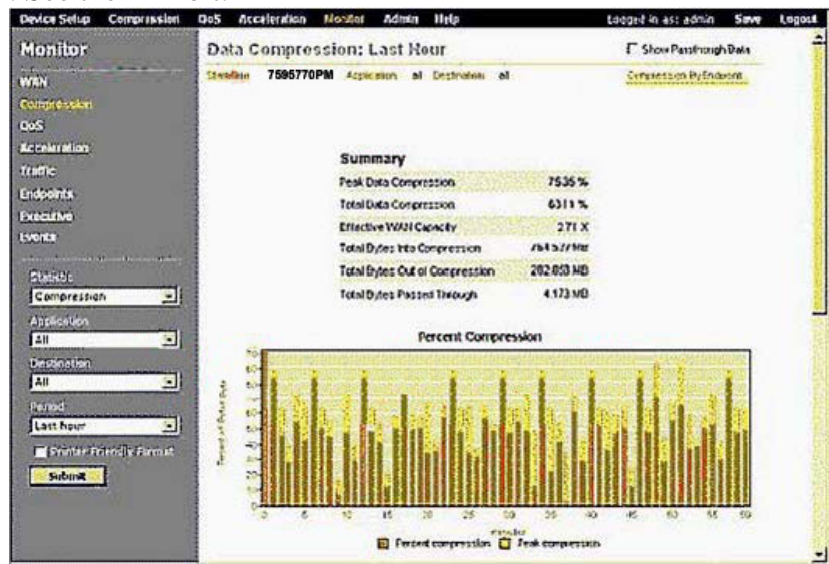 Device Setup Compression QoS Acceleration Monitor Admin Help Logged in as: admin Save Logout
Monitor
Data Compression: Last Hour
Show Passthrough Data
7595770PM Application all Destination all
Compression By Endpoint
WAN
Compression
QoS
Acceleration
Traffic
Endpoints
Executive
Events
Summary
Peak Data Compression
Total Data Compression
Effective WAN Capacity 2.71 X
Total Bytes Into Compression
Total Bytes Out of Compression
Total Bytes Passed Through 4.173 MB
Statistic
Compression
Application
All
Destination
All
Period
Last hour
Printer Friendly Format
Submit
Percent Compression
0 5 10 15 20 25 30 35 40 45 50 55 59
Percent compression Peak compression